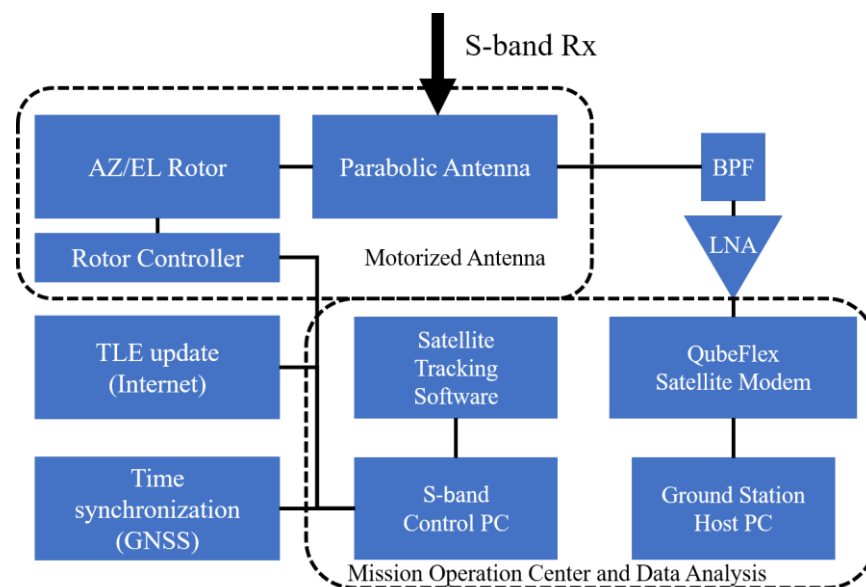 S-band Rx
AZ/EL Rotor
Parabolic Antenna
BPF
Rotor Controller
Motorized Antenna
LNA
TLE update
(Internet)
Satellite
Tracking
Software
QubeFlex
Satellite Modem
Time
synchronization
(GNSS)
S-band
Control PC
Ground Station
Host PC
Mission Operation Center and Data Analysis